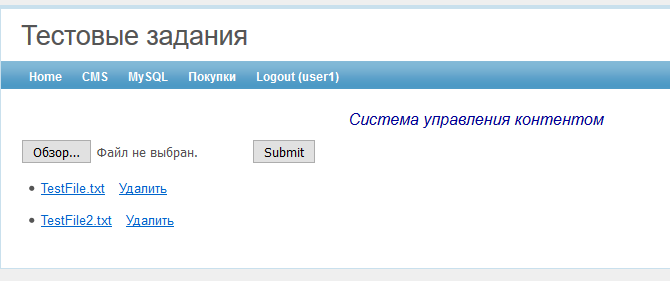 Тестовые задания
Home CMS MySQL Покупки Logout (user1)
Система управления контентом
Обзор... Файл не выбран. Submit
TestFile.txt Удалить
TestFile2.txt Удалить